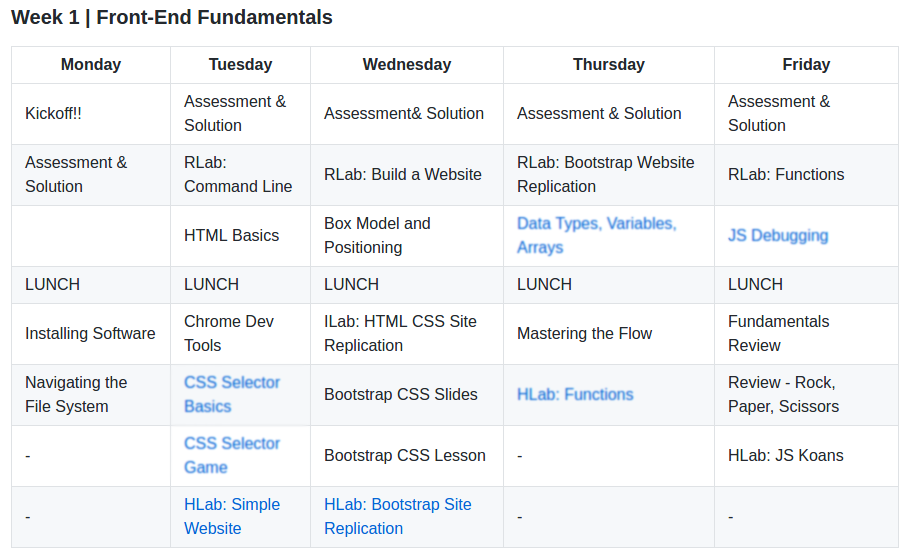 Week 1 | Front-End Fundamentals
Monday Tuesday Wednesday Thursday Friday
Kickoff!! Assessment & Solution Assessment& Solution Assessment & Solution Assessment & Solution
Assessment & Solution RLab: Command Line RLab: Build a Website RLab: Bootstrap Website Replication RLab: Functions
HTML Basics Box Model and Positioning Data Types, Variables, Arrays JS Debugging
LUNCH LUNCH LUNCH LUNCH LUNCH
Installing Software Chrome Dev Tools ILab: HTML CSS Site Replication Mastering the Flow Fundamentals Review
Navigating the File System CSS Selector Basics Bootstrap CSS Slides HLab: Functions Review - Rock, Paper, Scissors
- CSS Selector Game Bootstrap CSS Lesson - HLab: JS Koans
- HLab: Simple Website HLab: Bootstrap Site Replication - -